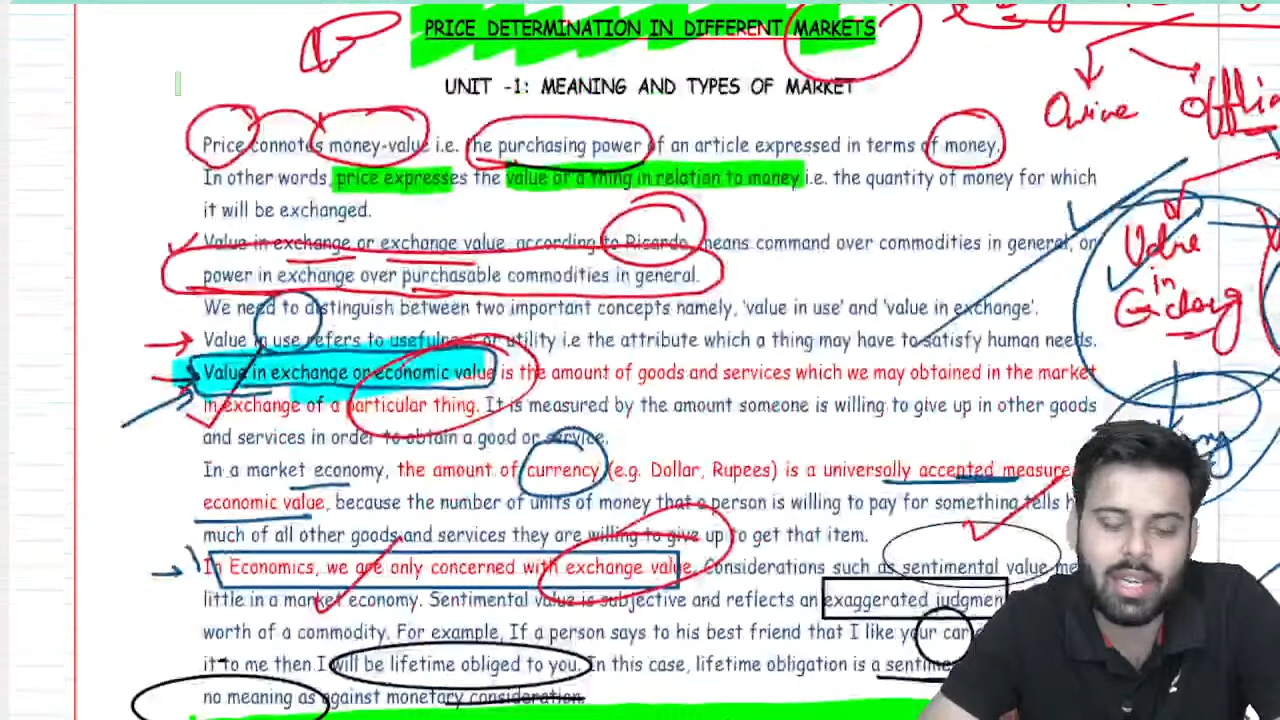 PRICE DETERMINATION IN DIFFERENT MARKETS
UNIT -1: MEANING AND TYPES OF MARKET
Price connotes money-value i.e. the purchasing power of an article expressed in terms of money.
In other words, price expresses the value of a thing in relation to money i.e. the quantity of money for which
it will be exchanged.
Value in exchange or exchange value, according to Ricardo, means command over commodities in general, or
power in exchange over purchasable commodities in general.
We need to distinguish between two important concepts namely, 'value in use' and 'value in exchange'.
Value in use refers to usefulness or utility i.e the attribute which a thing may have to satisfy human needs.
Value in exchange or economic value is the amount of goods and services which we may obtained in the market
in exchange of a particular thing. It is measured by the amount someone is willing to give up in other goods
and services in order to obtain a good or service.
In a market economy, the amount of currency (e.g. Dollar, Rupees) is a universally accepted measure
economic value, because the number of units of money that a person is willing to pay for something tells
much of all other goods and services they are willing to give up to get that item.
In Economics, we are only concerned with exchange value. Considerations such as sentimental value
little in a market economy. Sentimental value is subjective and reflects an exaggerated
worth of a commodity. For example, If a person says to his best friend that I like your car
it to me then I will be lifetime obliged to you. In this case, lifetime obligation is a
no meaning as against monetary consideration.
Value
in